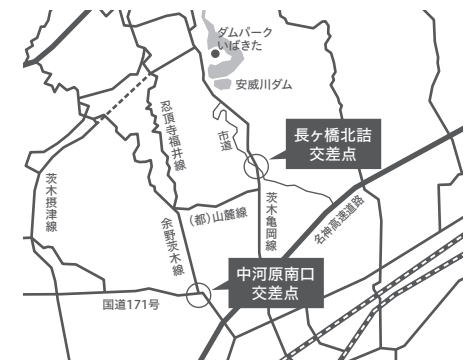 ダムパーク
いばきた
安威川ダム
忍頂寺福井線
市道
長ヶ橋北詰
交差点
茨木摂津線
(都)山麓線
茨木亀岡線
名神高速道路
余野茨木線
中河原南口
交差点
国道171号